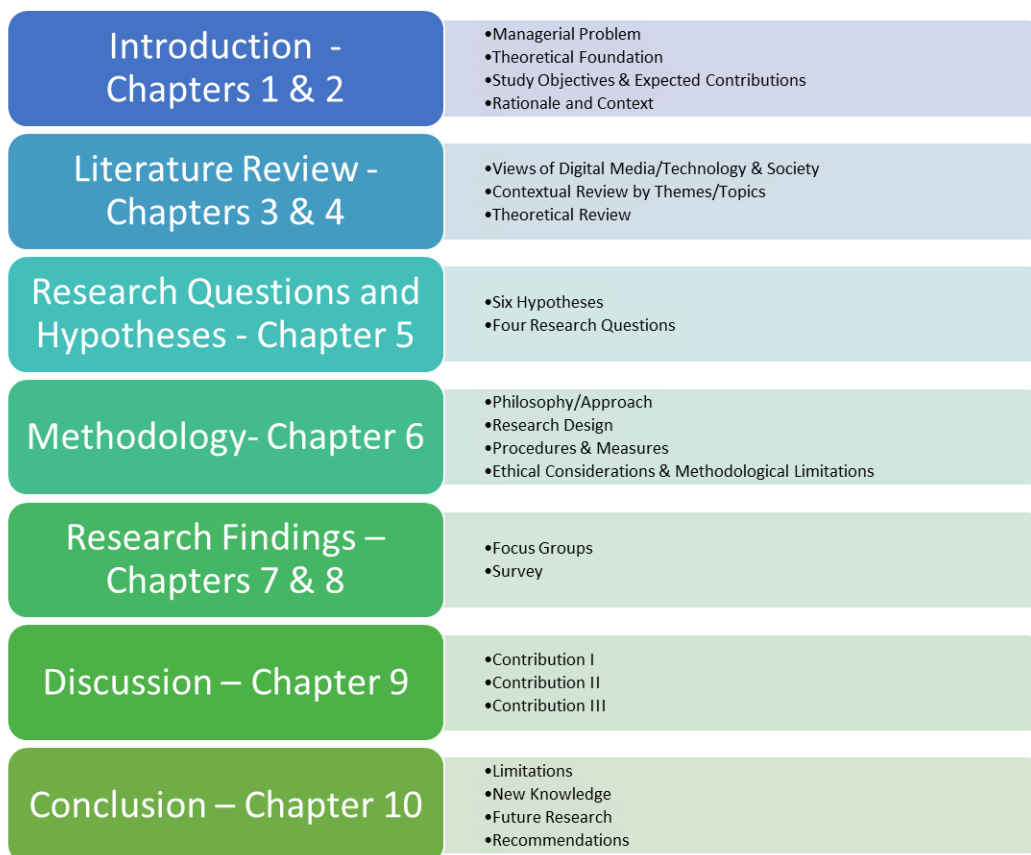 Introduction -
Chapters 1 & 2
•Managerial Problem
•Theoretical Foundation
•Study Objectives & Expected Contributions
•Rationale and Context
Literature Review -
Chapters 3 & 4
•Views of Digital Media/Technology & Society
•Contextual Review by Themes/Topics
•Theoretical Review
Research Questions and
Hypotheses - Chapter 5
•Six Hypotheses
•Four Research Questions
Methodology- Chapter 6
•Philosophy/Approach
•Research Design
•Procedures & Measures
•Ethical Considerations & Methodological Limitations
Research Findings –
Chapters 7 & 8
•Focus Groups
•Survey
Discussion – Chapter 9
•Contribution I
•Contribution II
•Contribution III
Conclusion – Chapter 10
•Limitations
•New Knowledge
•Future Research
•Recommendations